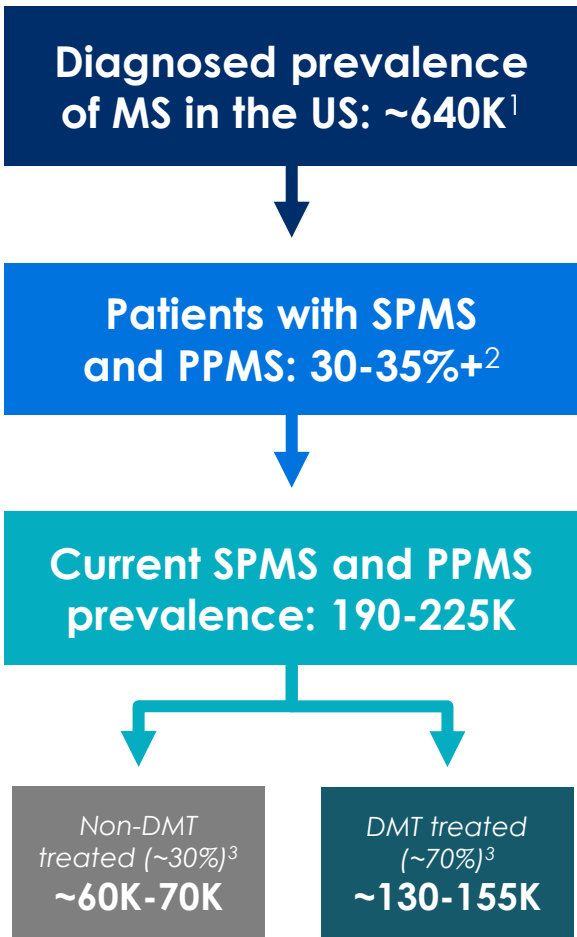 Diagnosed prevalence
of MS in the US: ~640K¹
Patients with SPMS
and PPMS: 30-35%+²
Current SPMS and PPMS
prevalence: 190-225K
Non-DMT
treated (~30%)³
~60K-70K
DMT treated
(~70%)³
~130-155K